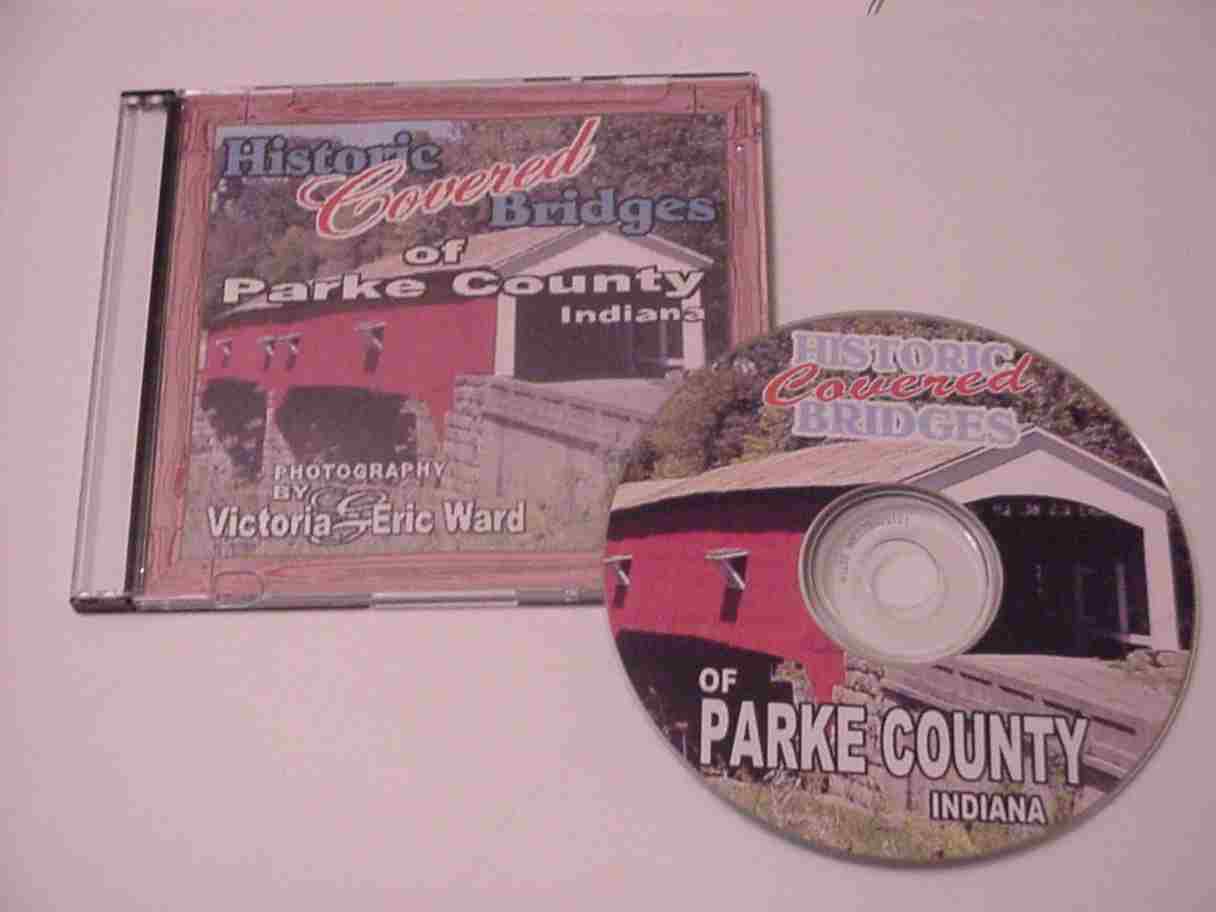 Historic
Covered
Bridges
of
Parke County
Indiana
PHOTOGRAPHY
BY
Victoria & Eric Ward
HISTORIC
Covered
BRIDGES
OF
PARKE COUNTY
INDIANA